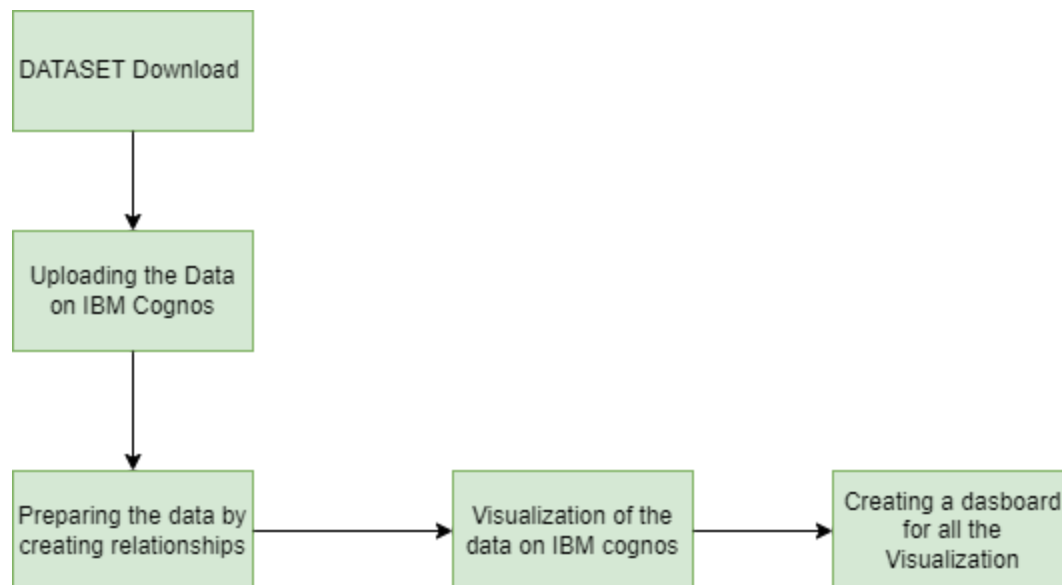 DATASET Download
Uploading the Data
on IBM Cognos
Preparing the data by
creating relationships
Visualization of the
data on IBM cognos
Creating a dasboard
for all the
Visualization